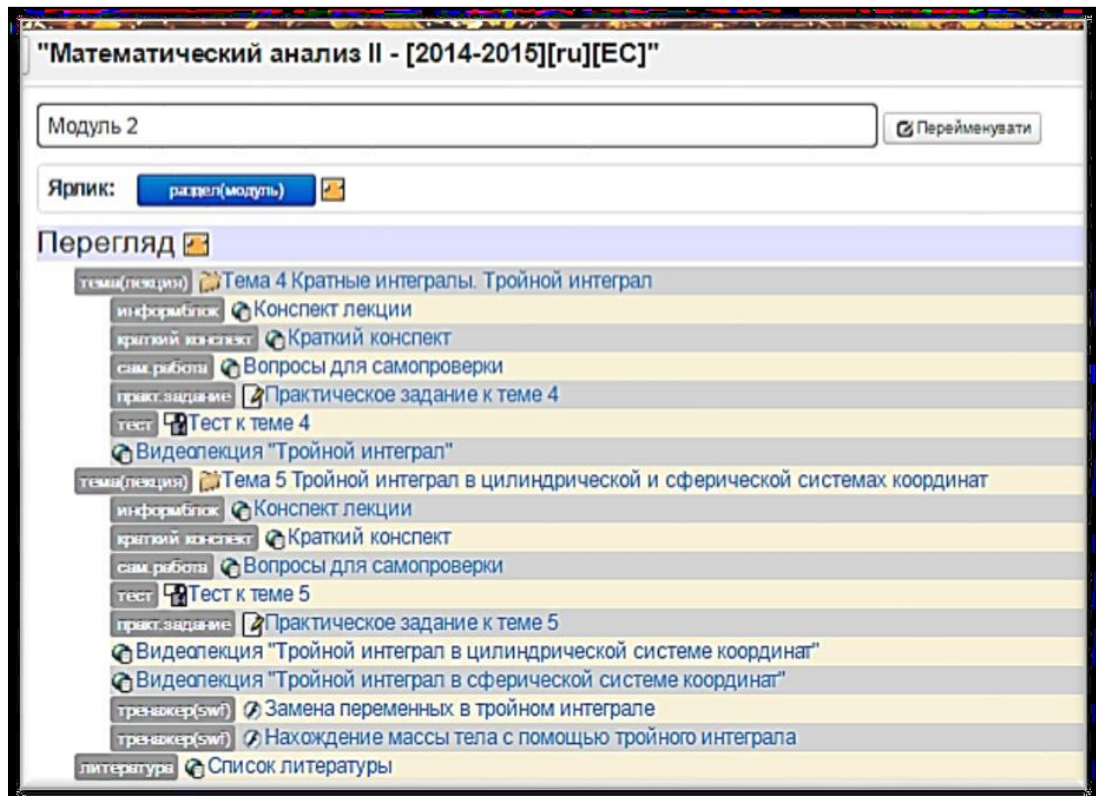 "Математический анализ II - [2014-2015][ru][EC]"
Модуль 2 Перейменувати
Ярлик: раздел(модуль)
Перегляд
тема(лекция) Тема 4 Кратные интегралы. Тройной интеграл
информблок Конспект лекции
краткий конспект Краткий конспект
сам.работа Вопросы для самопроверки
практ.задание Практическое задание к теме 4
тест Тест к теме 4
Видеолекция "Тройной интеграл"
тема(лекция) Тема 5 Тройной интеграл в цилиндрической и сферической системах координат
информблок Конспект лекции
краткий конспект Краткий конспект
сам.работа Вопросы для самопроверки
тест Тест к теме 5
практ.задание Практическое задание к теме 5
Видеолекция "Тройной интеграл в цилиндрической системе координат"
Видеолекция "Тройной интеграл в сферической системе координат"
тренажер(swf) Замена переменных в тройном интеграле
тренажер(swf) Нахождение массы тела с помощью тройного интеграла
литература Список литературы